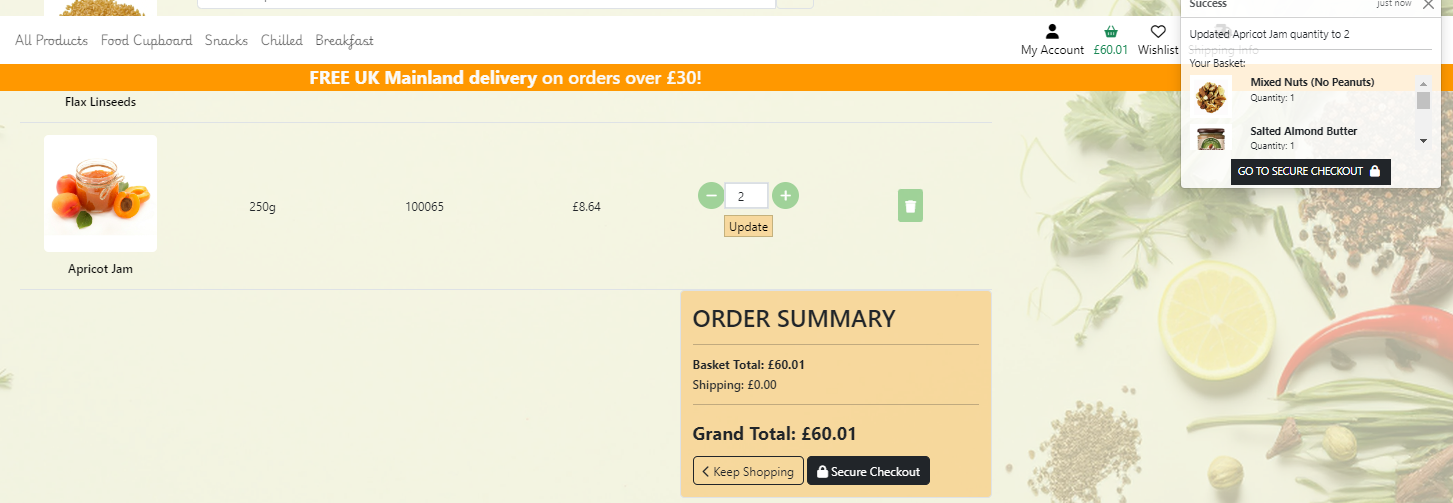 Success just now
All Products Food Cupboard Snacks Chilled Breakfast
My Account £60.01 Wishlist Shipping Info
Updated Apricot Jam quantity to 2
Your Basket:
FREE UK Mainland delivery on orders over £30!
Mixed Nuts (No Peanuts)
Quantity: 1
Salted Almond Butter
Quantity: 1
GO TO SECURE CHECKOUT
Flax Linseeds
250g 100065 £8.64 2
Update
Apricot Jam
ORDER SUMMARY
Basket Total: £60.01
Shipping: £0.00
Grand Total: £60.01
Keep Shopping Secure Checkout